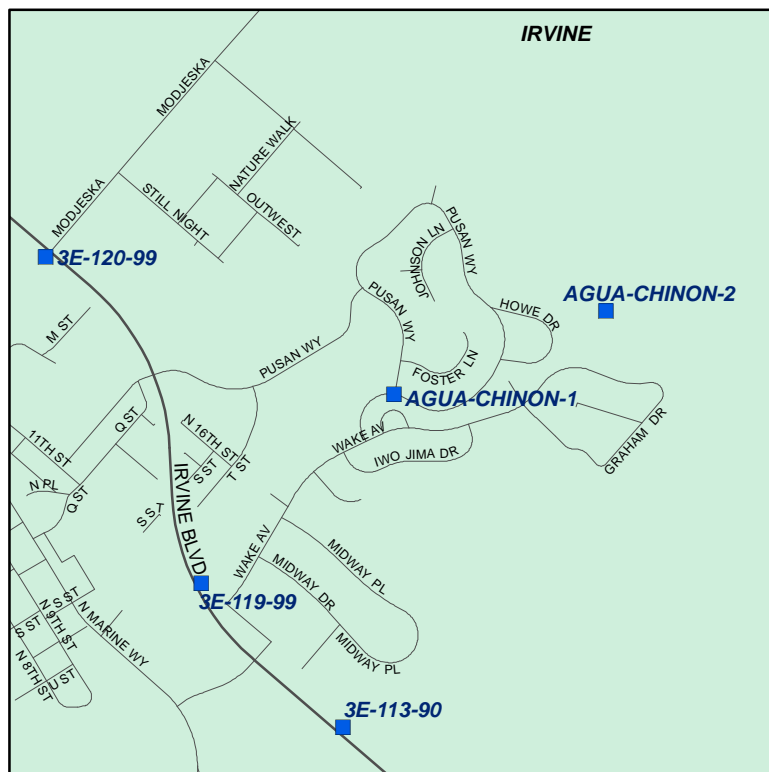 IRVINE
MODJESKA
NATURE WALK
MODJESKA
STILL NIGHT
OUTWEST
3E-120-99
JOHNSON LN
PUSAN WY
AGUA-CHINON-2
PUSAN WY
HOWE DR
M ST
PUSAN WY
FOSTER LN
AGUA-CHINON-1
Q ST
N 16TH ST
WAKE AV
GRAHAM DR
11TH ST
S ST
T ST
IWO JIMA DR
N PL
Q ST
S ST
IRVINE BLVD
WAKE AV
MIDWAY PL
MIDWAY DR
3E-119-99
S ST
N 9TH ST
N MARINE WY
S ST
MIDWAY PL
N 8TH ST
U ST
3E-113-90